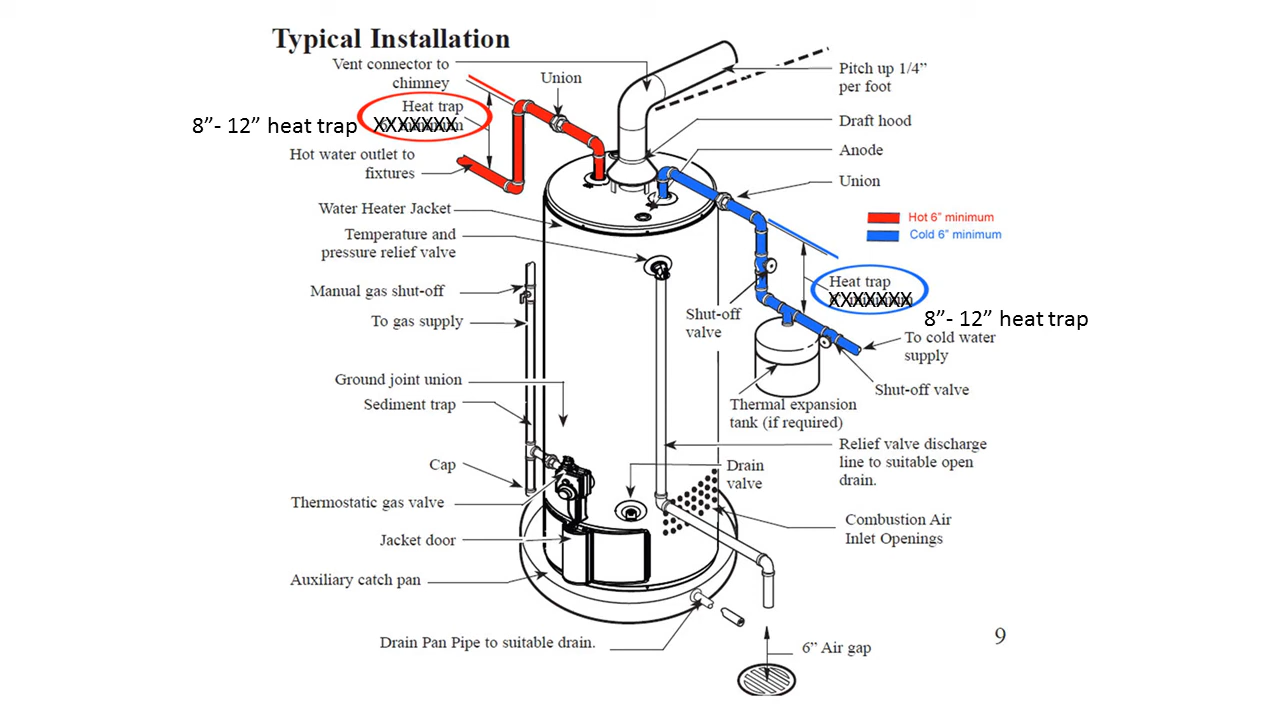 Typical Installation
Vent connector to
chimney
Union
Pitch up 1/4”
per foot
Heat trap
8”- 12” heat trap
XXXXXXX
Draft hood
Hot water outlet to
fixtures
Anode
Union
Water Heater Jacket
Hot 6" minimum
Cold 6" minimum
Temperature and
pressure relief valve
Manual gas shut-off
Heat trap
XXXXXXX
8”- 12” heat trap
To gas supply
Shut-off
valve
To cold water
supply
Ground joint union
Shut-off valve
Sediment trap
Thermal expansion
tank (if required)
Relief valve discharge
line to suitable open
drain.
Cap
Drain
valve
Thermostatic gas valve
Combustion Air
Inlet Openings
Jacket door
Auxiliary catch pan
Drain Pan Pipe to suitable drain.
9
6” Air gap